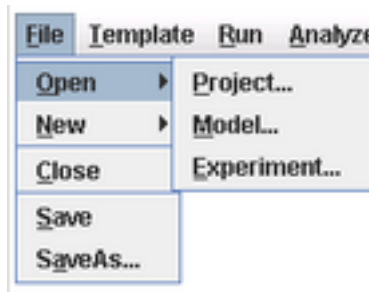 File Template Run Analyze
Open Project...
New Model...
Close Experiment...
Save
SaveAs...